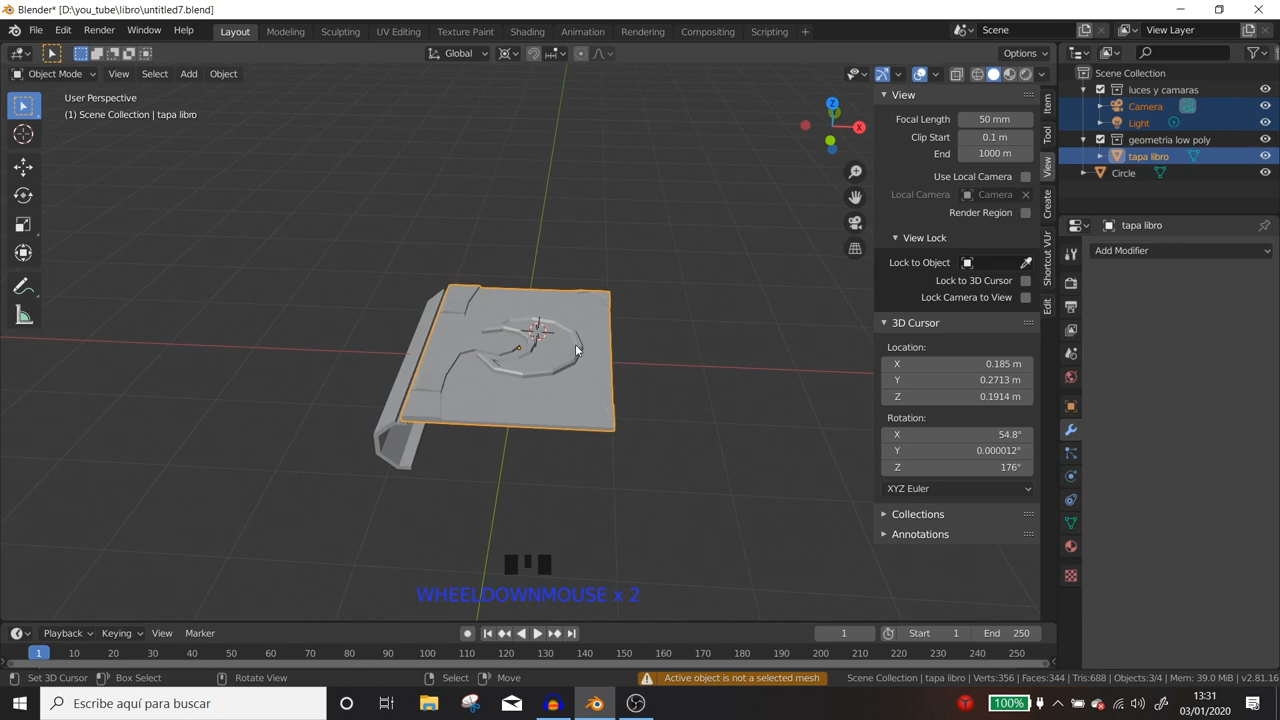 Blender* [D:\you_tube\libro\untitled7.blend]
File Edit Render Window Help Layout Modeling Sculpting UV Editing Texture Paint Shading Animation Rendering Compositing Scripting + Scene View Layer
Global Options
Object Mode View Select Add Object
User Perspective
(1) Scene Collection | tapa libro
Z
X
View
Focal Length 50 mm
Clip Start 0.1 m
End 1000 m
Use Local Camera
Local Camera Camera
Render Region
View Lock
Lock to Object
Lock to 3D Cursor
Lock Camera to View
3D Cursor
Location:
X 0.185 m
Y 0.2713 m
Z 0.1914 m
Rotation:
X 54.8°
Y 0.000012°
Z 176°
XYZ Euler
Collections
Annotations
Item
Tool
View
Create
Shortcut VUr
Edit
Scene Collection
luces y camaras
Camera
Light
geometria low poly
tapa libro
Circle
tapa libro
Add Modifier
WHEELDOWNMOUSE x 2
Playback Keying View Marker 1 Start 1 End 250
1 10 20 30 40 50 60 70 80 90 100 110 120 130 140 150 160 170 180 190 200 210 220 230 240 250
Set 3D Cursor Box Select Rotate View Select Move Active object is not a selected mesh Scene Collection | tapa libro | Verts:356 | Faces:344 | Tris:688 | Objects:3/4 | Mem: 39.0 MiB | v2.81.16
Escribe aquí para buscar 100% 13:31
03/01/2020